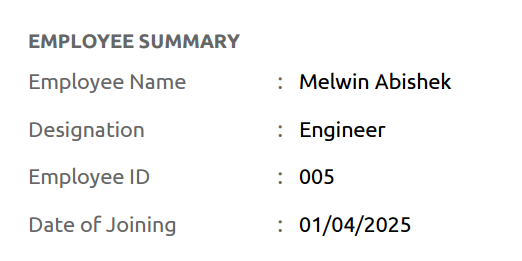 EMPLOYEE SUMMARY
Employee Name : Melwin Abishek
Designation : Engineer
Employee ID : 005
Date of Joining : 01/04/2025